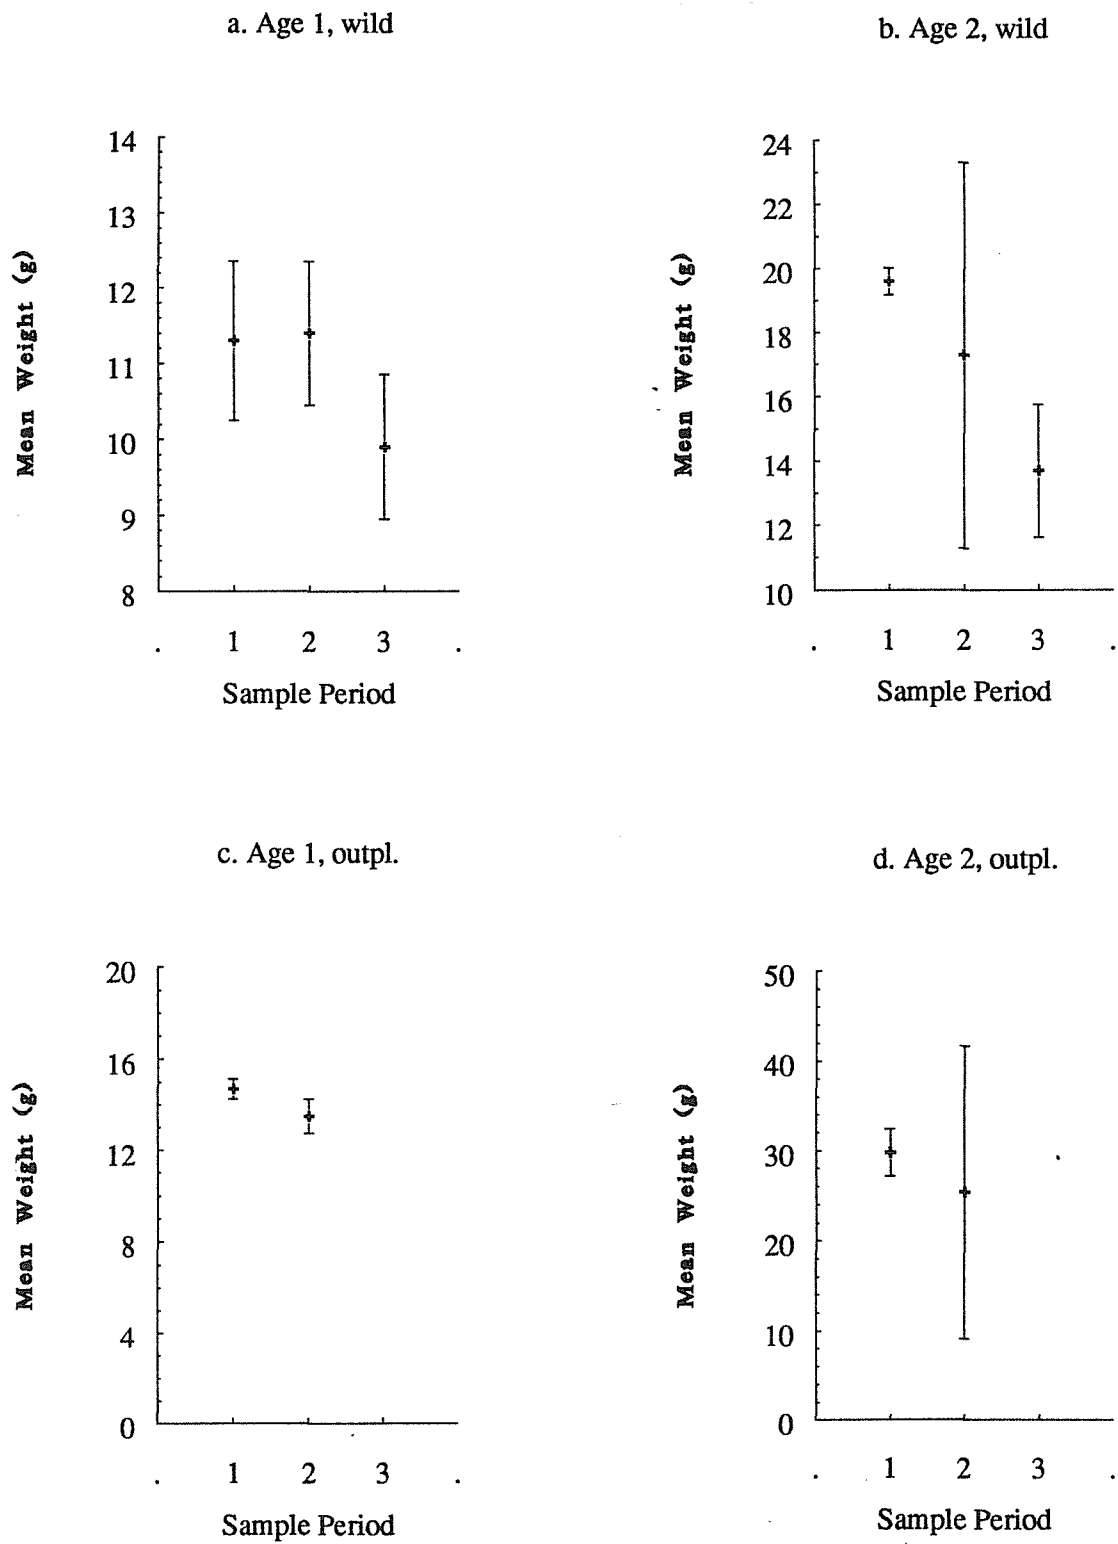 a. Age 1, wild
14
13
12
11
10
9
8
Mean Weight (g)
. 1 2 3 .
Sample Period
b. Age 2, wild
24
22
20
18
16
14
12
10
Mean Weight (g)
. 1 2 3 .
Sample Period
c. Age 1, outpl.
20
16
12
8
4
0
Mean Weight (g)
. 1 2 3 .
Sample Period
d. Age 2, outpl.
50
40
30
20
10
0
Mean Weight (g)
. 1 2 3 .
Sample Period